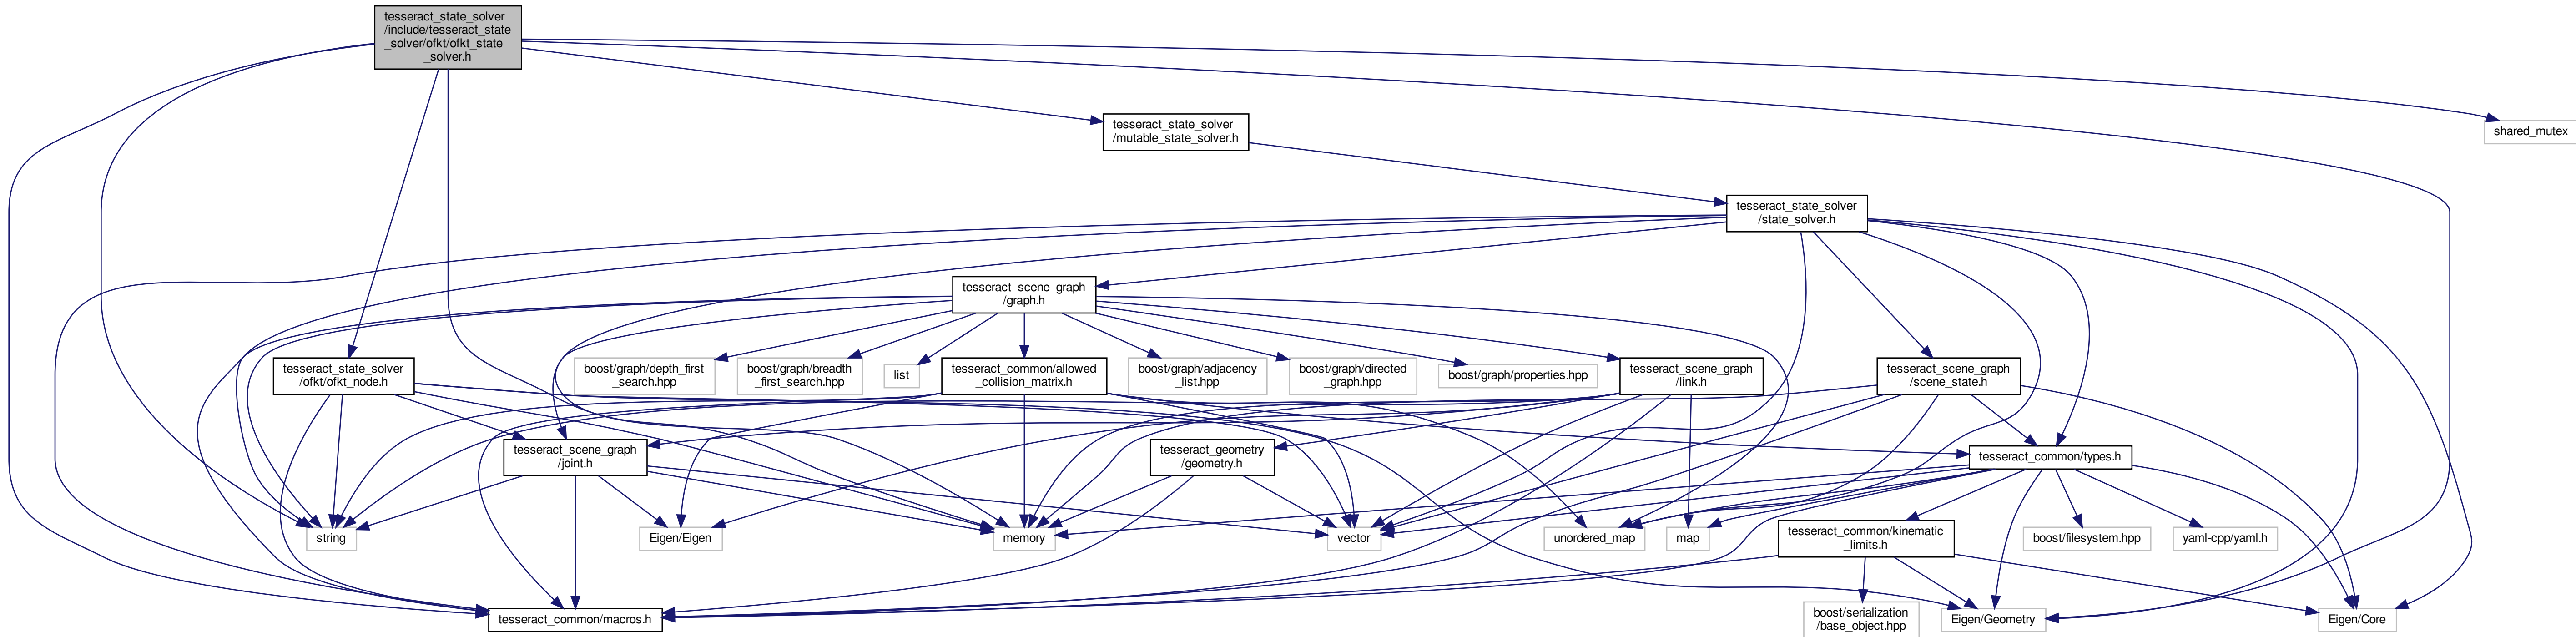 tesseract_state_solver
/include/tesseract_state
_solver/ofkt/ofkt_state
_solver.h
tesseract_state_solver
/mutable_state_solver.h
shared_mutex
tesseract_state_solver
/state_solver.h
tesseract_scene_graph
/graph.h
tesseract_state_solver
/ofkt/ofkt_node.h
boost/graph/depth_first
_search.hpp
boost/graph/breadth
_first_search.hpp
list
tesseract_common/allowed
_collision_matrix.h
boost/graph/adjacency
_list.hpp
boost/graph/directed
_graph.hpp
boost/graph/properties.hpp
tesseract_scene_graph
/link.h
tesseract_scene_graph
/scene_state.h
tesseract_scene_graph
/joint.h
tesseract_geometry
/geometry.h
tesseract_common/types.h
string
Eigen/Eigen
memory
vector
unordered_map
map
tesseract_common/kinematic
_limits.h
boost/filesystem.hpp
yaml-cpp/yaml.h
tesseract_common/macros.h
boost/serialization
/base_object.hpp
Eigen/Geometry
Eigen/Core